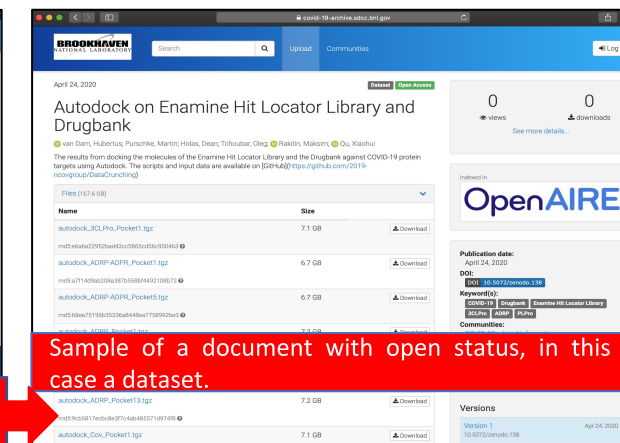 covid-19-archive.sdcc.bnl.gov
BROOKHAVEN
NATIONAL LABORATORY
Search
Upload
Communities
Log
April 24, 2020
Dataset
Open Access
Autodock on Enamine Hit Locator Library and
Drugbank
van Dam, Hubertus; Purschke, Martin; Hidas, Dean; Tchoubar, Oleg; Rakitin, Maksim; Qu, Xiaohui
The results from docking the molecules of the Enamine Hit Locator Library and the Drugbank against COVID-19 protein
targets using Autodock. The scripts and input data are available on [GitHub](https://github.com/2019-
ncovgroup/DataCrunching)
Files (167.6 GB)
Name Size
autodock_3CLPro_Pocket1.tgz 7.1 GB Download
autodock_ADRP-ADPR_Pocket1.tgz 6.7 GB Download
autodock_ADRP-ADPR_Pocket5.tgz 6.7 GB Download
Sample of a document with open status, in this
case a dataset.
autodock_ADRP_Pocket13.tgz 7.2 GB Download
autodock_Cov_Pocket1.tgz 7.1 GB Download
0 0
views downloads
See more details...
Indexed in
OpenAIRE
Publication date:
April 24, 2020
DOI:
DOI 10.5072/zenodo.138
Keyword(s):
COVID-19 Drugbank Enamine Hit Locator Library
3CLPro ADRP PLPro
Communities:
Versions
Version 1 Apr 24, 2020
10.5072/zenodo.138